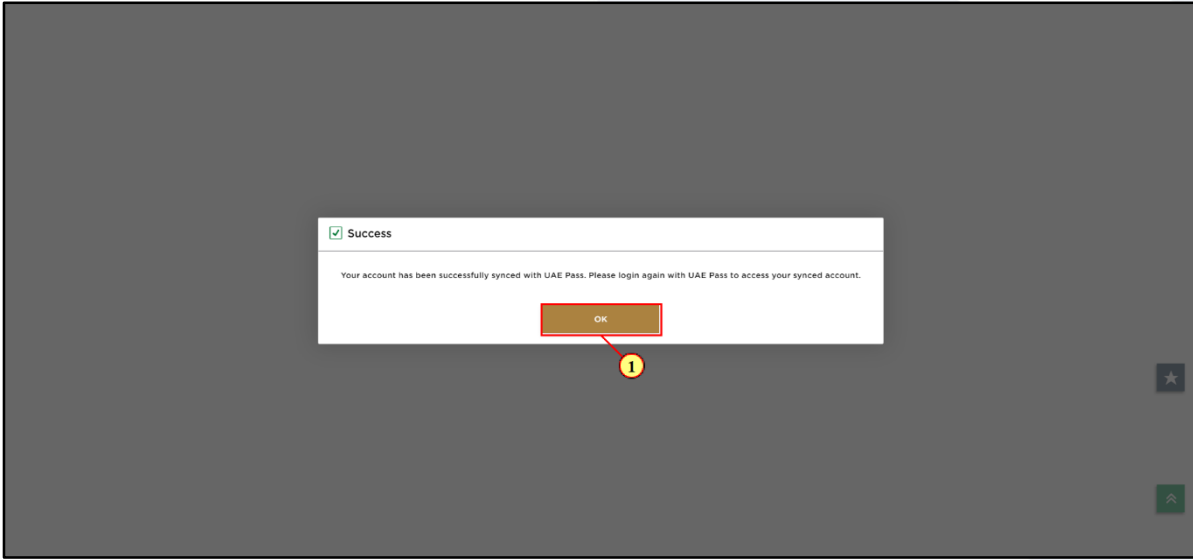 Success
Your account has been successfully synced with UAE Pass. Please login again with UAE Pass to access your synced account.
OK
1